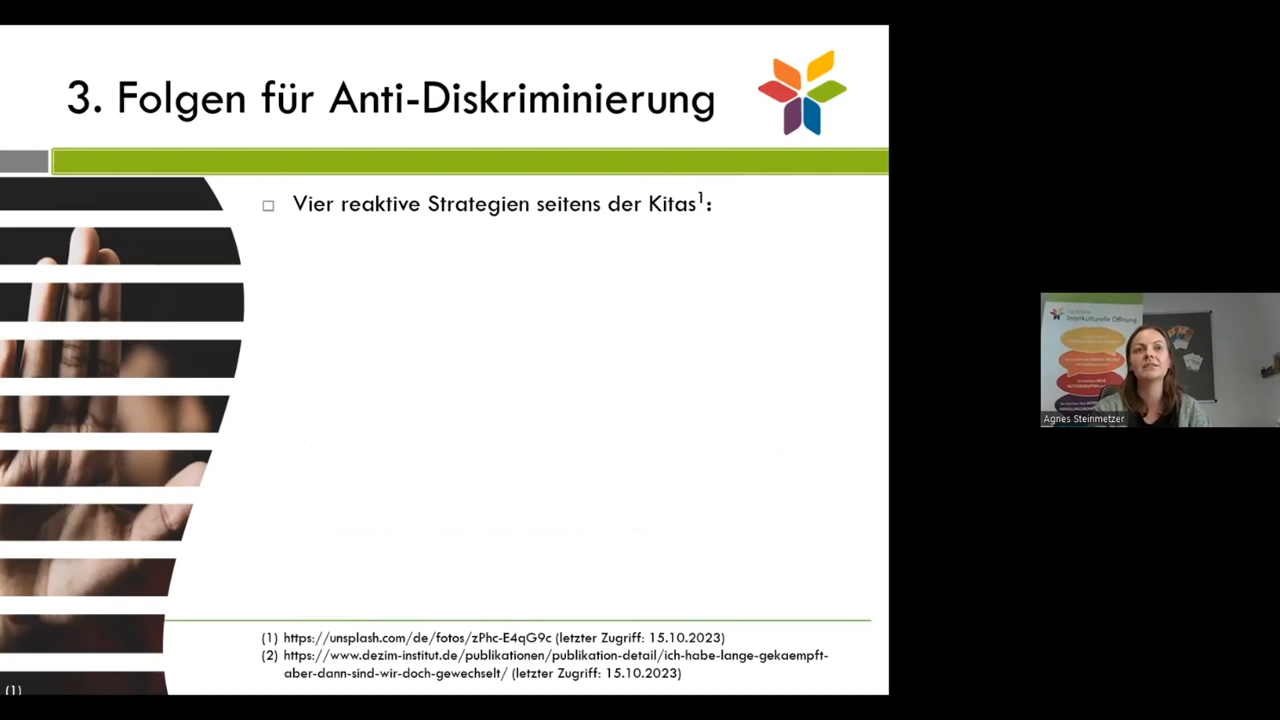 3. Folgen für Anti-Diskriminierung
□ Vier reaktive Strategien seitens der Kitas¹:
(1) https://unsplash.com/de/fotos/zPhc-E4qG9c (letzter Zugriff: 15.10.2023)
(2) https://www.dezim-institut.de/publikationen/publikation-detail/ich-habe-lange-gekaempft-
aber-dann-sind-wir-doch-gewechselt/ (letzter Zugriff: 15.10.2023)
(1)
Interkulturelle Öffnung
Agnes Steinmetzer